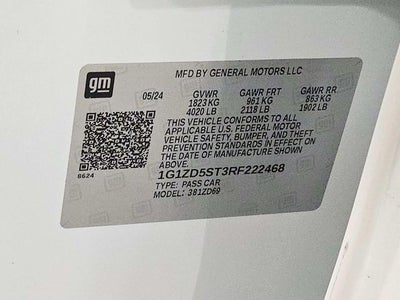 gm
MFD BY GENERAL MOTORS LLC
05/24 GVWR GAWR FRT GAWR RR
1823 KG 961 KG 863 KG
4020 LB 2118 LB 1902 LB
THIS VEHICLE CONFORMS TO ALL
APPLICABLE U.S. FEDERAL MOTOR
VEHICLE SAFETY, BUMPER, AND THEFT
PREVENTION STANDARDS IN EFFECT ON
THE DATE OF MANUFACTURE SHOWN
ABOVE.
8624
1G1ZD5ST3RF222468
TYPE: PASS CAR
MODEL: 381ZD69